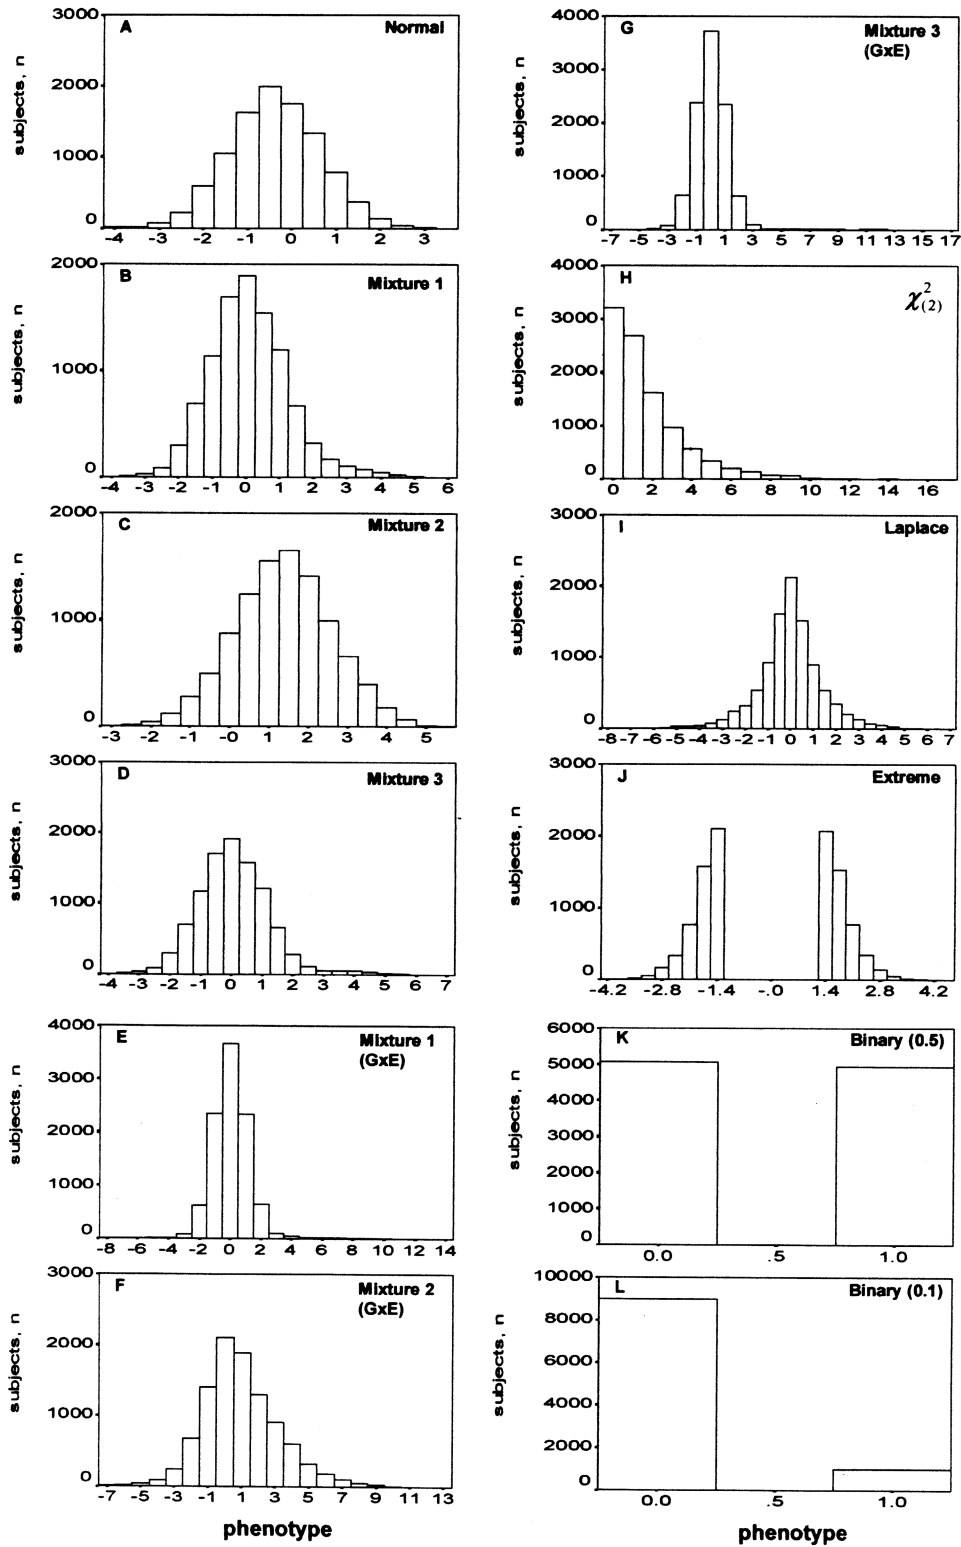 A Normal
subjects, n
3000
2000
1000
0
-4 -3 -2 -1 0 1 2 3
B Mixture 1
subjects, n
2000
1000
0
-4 -3 -2 -1 0 1 2 3 4 5 6
C Mixture 2
subjects, n
2000
1000
0
-3 -2 -1 -0 1 2 3 4 5
D Mixture 3
subjects, n
3000
2000
1000
0
-4 -3 -2 -1 0 1 2 3 4 5 6 7
E Mixture 1
(GxE)
subjects, n
4000
3000
2000
1000
0
-8 -6 -4 -2 0 2 4 6 8 10 12 14
F Mixture 2
(GxE)
subjects, n
3000
2000
1000
0
-7 -5 -3 -1 1 3 5 7 9 11 13
phenotype
G Mixture 3
(GxE)
subjects, n
4000
3000
2000
1000
0
-7 -5 -3 -1 1 3 5 7 9 11 13 15 17
H χ²(2)
subjects, n
4000
3000
2000
1000
0
0 2 4 6 8 10 12 14 16
I Laplace
subjects, n
3000
2000
1000
0
-8 -7 -6 -5 -4 -3 -2 -1 0 1 2 3 4 5 6 7
J Extreme
subjects, n
3000
2000
1000
0
-4.2 -2.8 -1.4 -.0 1.4 2.8 4.2
K Binary (0.5)
subjects, n
6000
5000
4000
3000
2000
1000
0
0.0 .5 1.0
L Binary (0.1)
subjects, n
10000
8000
6000
4000
2000
0
0.0 .5 1.0
phenotype